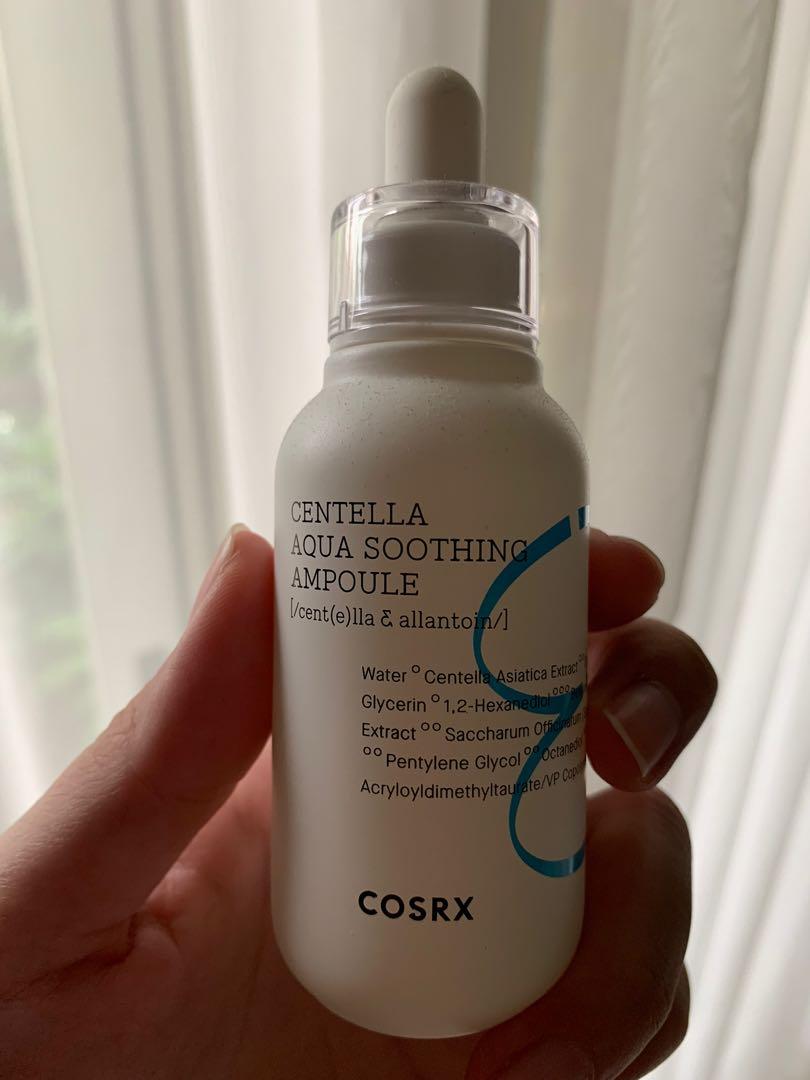 CENTELLA
AQUA SOOTHING
AMPOULE
[/cent(e)lla & allantoin/]
Water ° Centella Asiatica Extract °°
Glycerin ° 1,2-Hexanediol °°°
Extract °° Saccharum Officinarum
°° Pentylene Glycol °° Octanediol
Acryloyldimethyltaurate/VP
COSRX